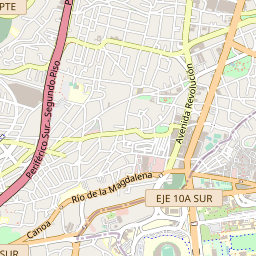 PTE
P
Periférico Sur - Segundo Piso
Avenida Revolución
Río de la Magdalena
EJE 10A SUR
Canoa
SUR